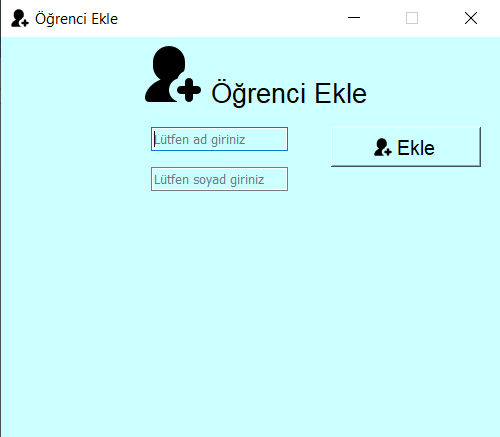 Öğrenci Ekle
Öğrenci Ekle
Lütfen ad giriniz
Ekle
Lütfen soyad giriniz